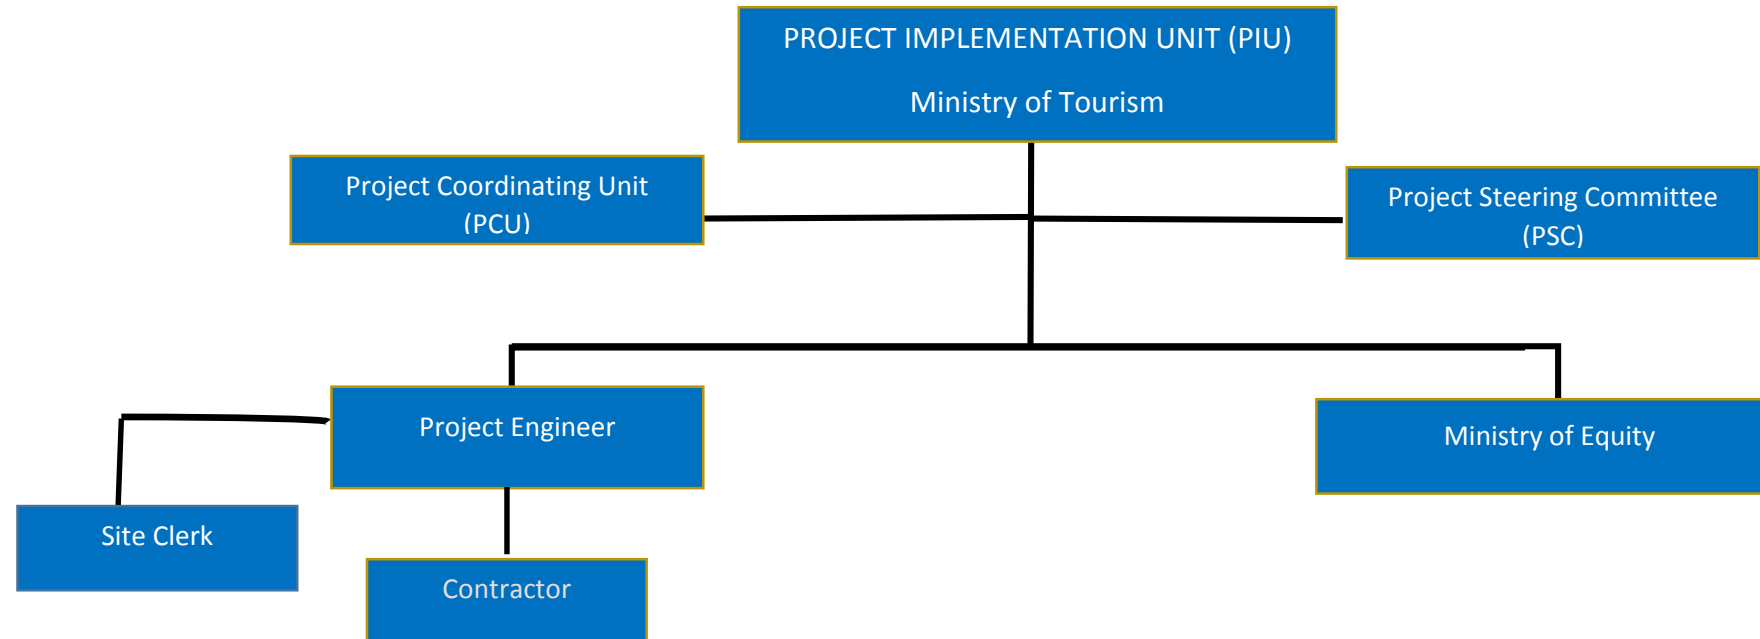 PROJECT IMPLEMENTATION UNIT (PIU)
Ministry of Tourism
Project Coordinating Unit
(PCU)
Project Steering Committee
(PSC)
Project Engineer
Ministry of Equity
Site Clerk
Contractor